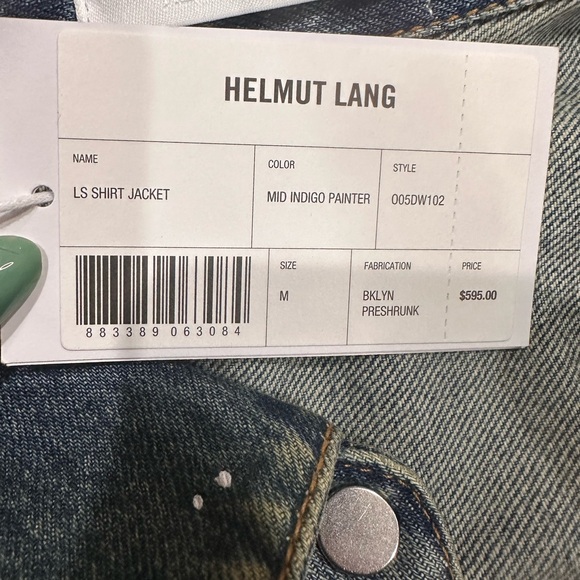 HELMUT LANG
NAME
LS SHIRT JACKET
COLOR
MID INDIGO PAINTER
STYLE
O05DW102
883389 063084
SIZE
M
FABRICATION
BKLYN
PRESHRUNK
PRICE
$595.00